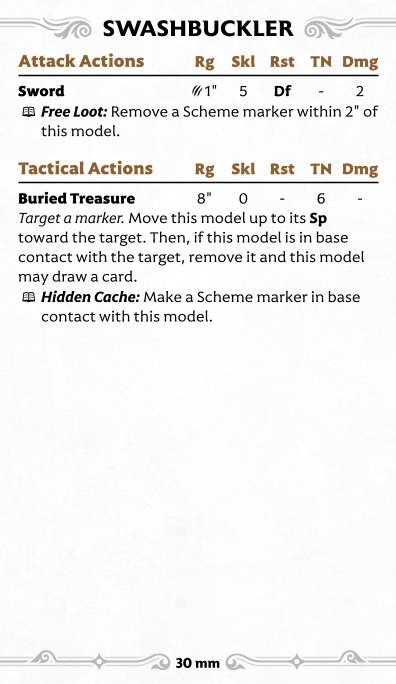 SWASHBUCKLER
Attack Actions Rg Skl Rst TN Dmg
Sword 1" 5 Df - 2
Free Loot: Remove a Scheme marker within 2" of
this model.
Tactical Actions Rg Skl Rst TN Dmg
Buried Treasure 8" 0 - 6 -
Target a marker. Move this model up to its Sp
toward the target. Then, if this model is in base
contact with the target, remove it and this model
may draw a card.
Hidden Cache: Make a Scheme marker in base
contact with this model.
30 mm